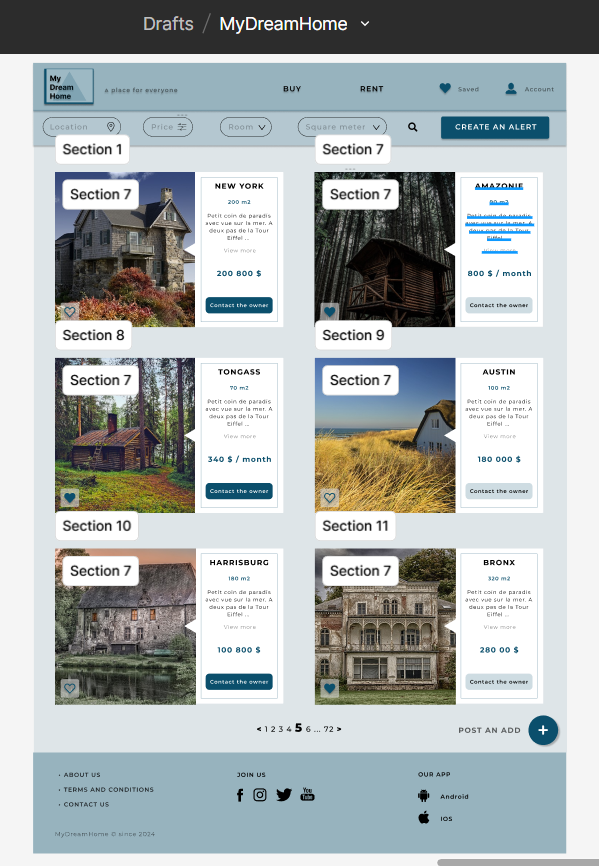 Drafts / MyDreamHome
My
Dream
Home
a place for everyone
BUY
RENT
Saved
Account
Location
Price
Room
Square meter
CREATE AN ALERT
Section 1
Section 7
Section 7
NEW YORK
200 m2
Petit coin de paradis
avec vue sur la mer. A
deux pas de la Tour
Eiffel ...
View more
200 800 $
Contact the owner
Section 7
AMAZONIE
90 m2
Petit coin de paradis
avec vue sur la mer. A
deux pas de la Tour
Eiffel ...
View more
800 $ / month
Contact the owner
Section 8
Section 9
Section 7
TONGASS
70 m2
Petit coin de paradis
avec vue sur la mer. A
deux pas de la Tour
Eiffel ...
View more
340 $ / month
Contact the owner
Section 7
AUSTIN
100 m2
Petit coin de paradis
avec vue sur la mer. A
deux pas de la Tour
Eiffel ...
View more
180 000 $
Contact the owner
Section 10
Section 11
Section 7
HARRISBURG
180 m2
Petit coin de paradis
avec vue sur la mer. A
deux pas de la Tour
Eiffel ...
View more
100 800 $
Contact the owner
Section 7
BRONX
320 m2
Petit coin de paradis
avec vue sur la mer. A
deux pas de la Tour
Eiffel ...
View more
280 00 $
Contact the owner
< 1 2 3 4 5 6 ... 72 >
POST AN ADD +
• ABOUT US
• TERMS AND CONDITIONS
• CONTACT US
JOIN US
You Tube
OUR APP
Android
IOS
MyDreamHome © since 2024